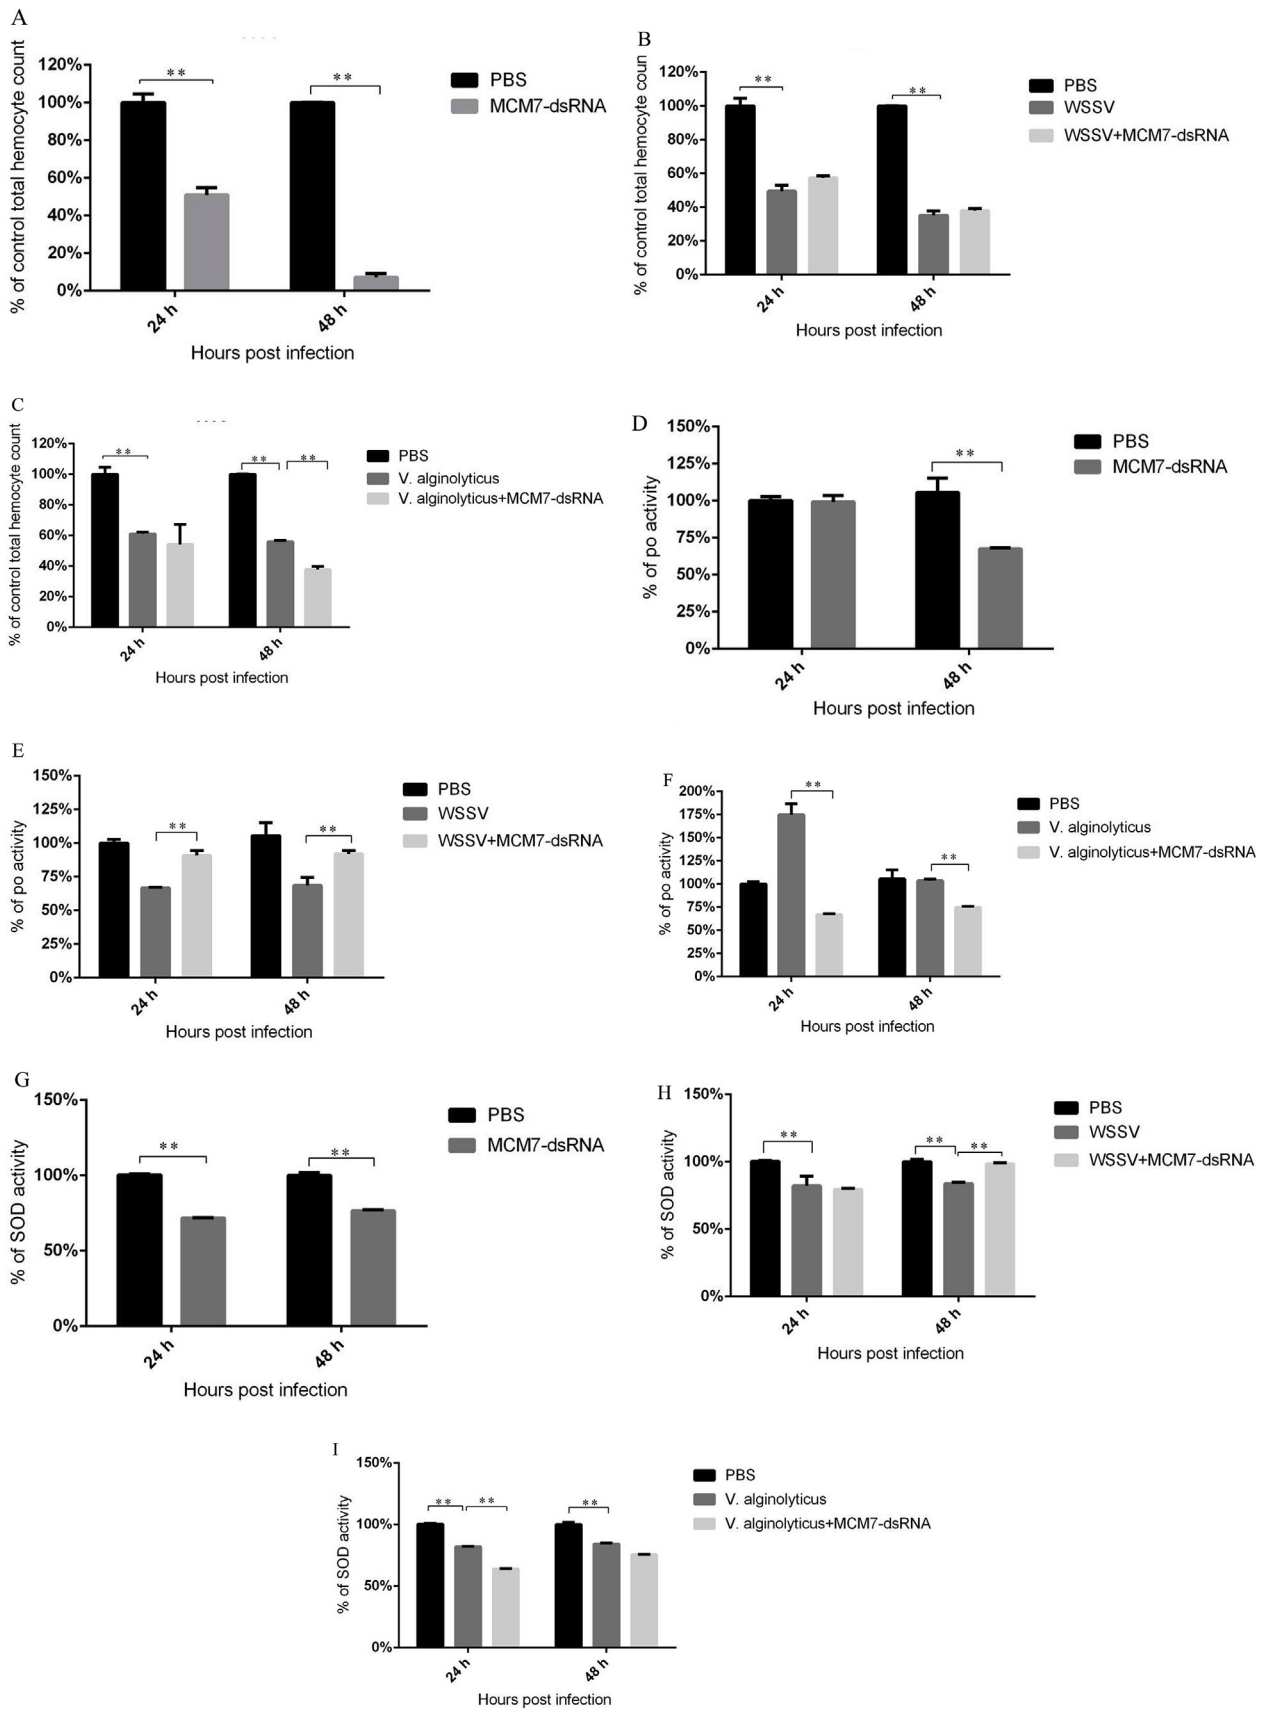 A
% of control total hemocyte count
120%
100%
80%
60%
40%
20%
0%
**
**
24 h
48 h
Hours post infection
PBS
MCM7-dsRNA
B
% of control total hemocyte coun
120%
100%
80%
60%
40%
20%
0%
**
**
24 h
48 h
Hours post infection
PBS
WSSV
WSSV+MCM7-dsRNA
C
% of control total hemocyte count
120%
100%
80%
60%
40%
20%
0%
**
**
**
24 h
48 h
Hours post infection
PBS
V. alginolyticus
V. alginolyticus+MCM7-dsRNA
D
% of po activity
150%
125%
100%
75%
50%
25%
0%
**
24 h
48 h
Hours post infection
PBS
MCM7-dsRNA
E
% of po activity
150%
125%
100%
75%
50%
25%
0%
**
**
24 h
48 h
Hours post infection
PBS
WSSV
WSSV+MCM7-dsRNA
F
% of po activity
200%
175%
150%
125%
100%
75%
50%
25%
0%
**
**
24 h
48 h
Hours post infection
PBS
V. alginolyticus
V. alginolyticus+MCM7-dsRNA
G
% of SOD activity
150%
100%
50%
0%
**
**
24 h
48 h
Hours post infection
PBS
MCM7-dsRNA
H
% of SOD activity
150%
100%
50%
0%
**
**
**
24 h
48 h
Hours post infection
PBS
WSSV
WSSV+MCM7-dsRNA
I
% of SOD activity
150%
100%
50%
0%
**
**
**
24 h
48 h
Hours post infection
PBS
V. alginolyticus
V. alginolyticus+MCM7-dsRNA